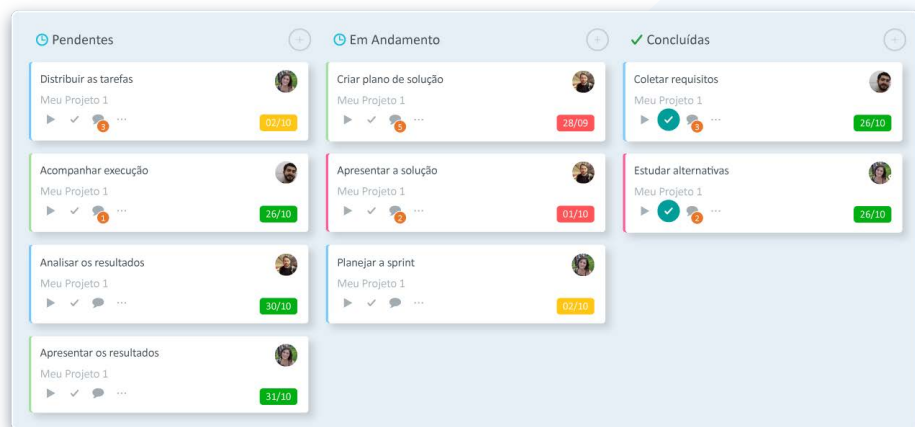 Pendentes
Distribuir as tarefas
Meu Projeto 1
3
02/10
Acompanhar execução
Meu Projeto 1
1
26/10
Analisar os resultados
Meu Projeto 1
30/10
Apresentar os resultados
Meu Projeto 1
31/10
Em Andamento
Criar plano de solução
Meu Projeto 1
5
28/09
Apresentar a solução
Meu Projeto 1
2
01/10
Planejar a sprint
Meu Projeto 1
02/10
Concluídas
Coletar requisitos
Meu Projeto 1
3
26/10
Estudar alternativas
Meu Projeto 1
2
26/10